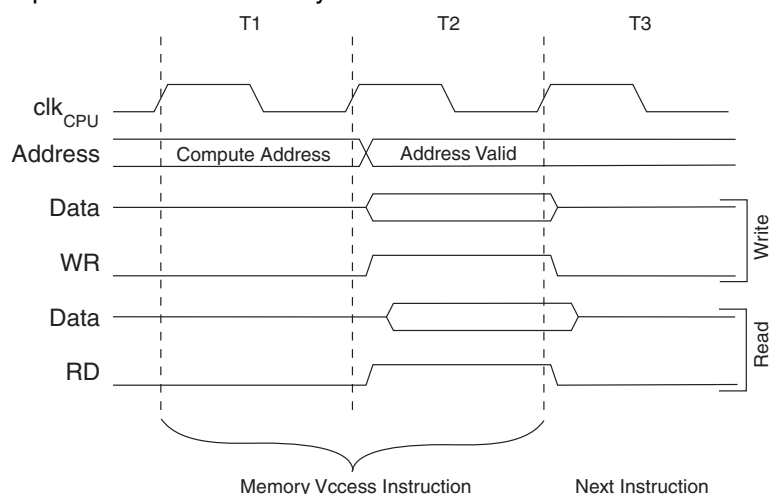 T1 T2 T3
clkCPU
Address Compute Address Address Valid
Data
WR
Write
Data
RD
Read
Memory Vccess Instruction Next Instruction